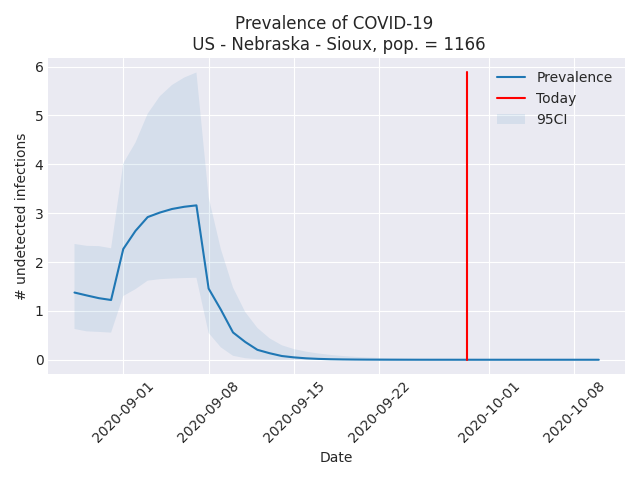 Prevalence of COVID-19
US - Nebraska - Sioux, pop. = 1166
6
5
4
3
2
1
0
# undetected infections
Prevalence
Today
95CI
2020-09-01
2020-09-08
2020-09-15
2020-09-22
2020-10-01
2020-10-08
Date